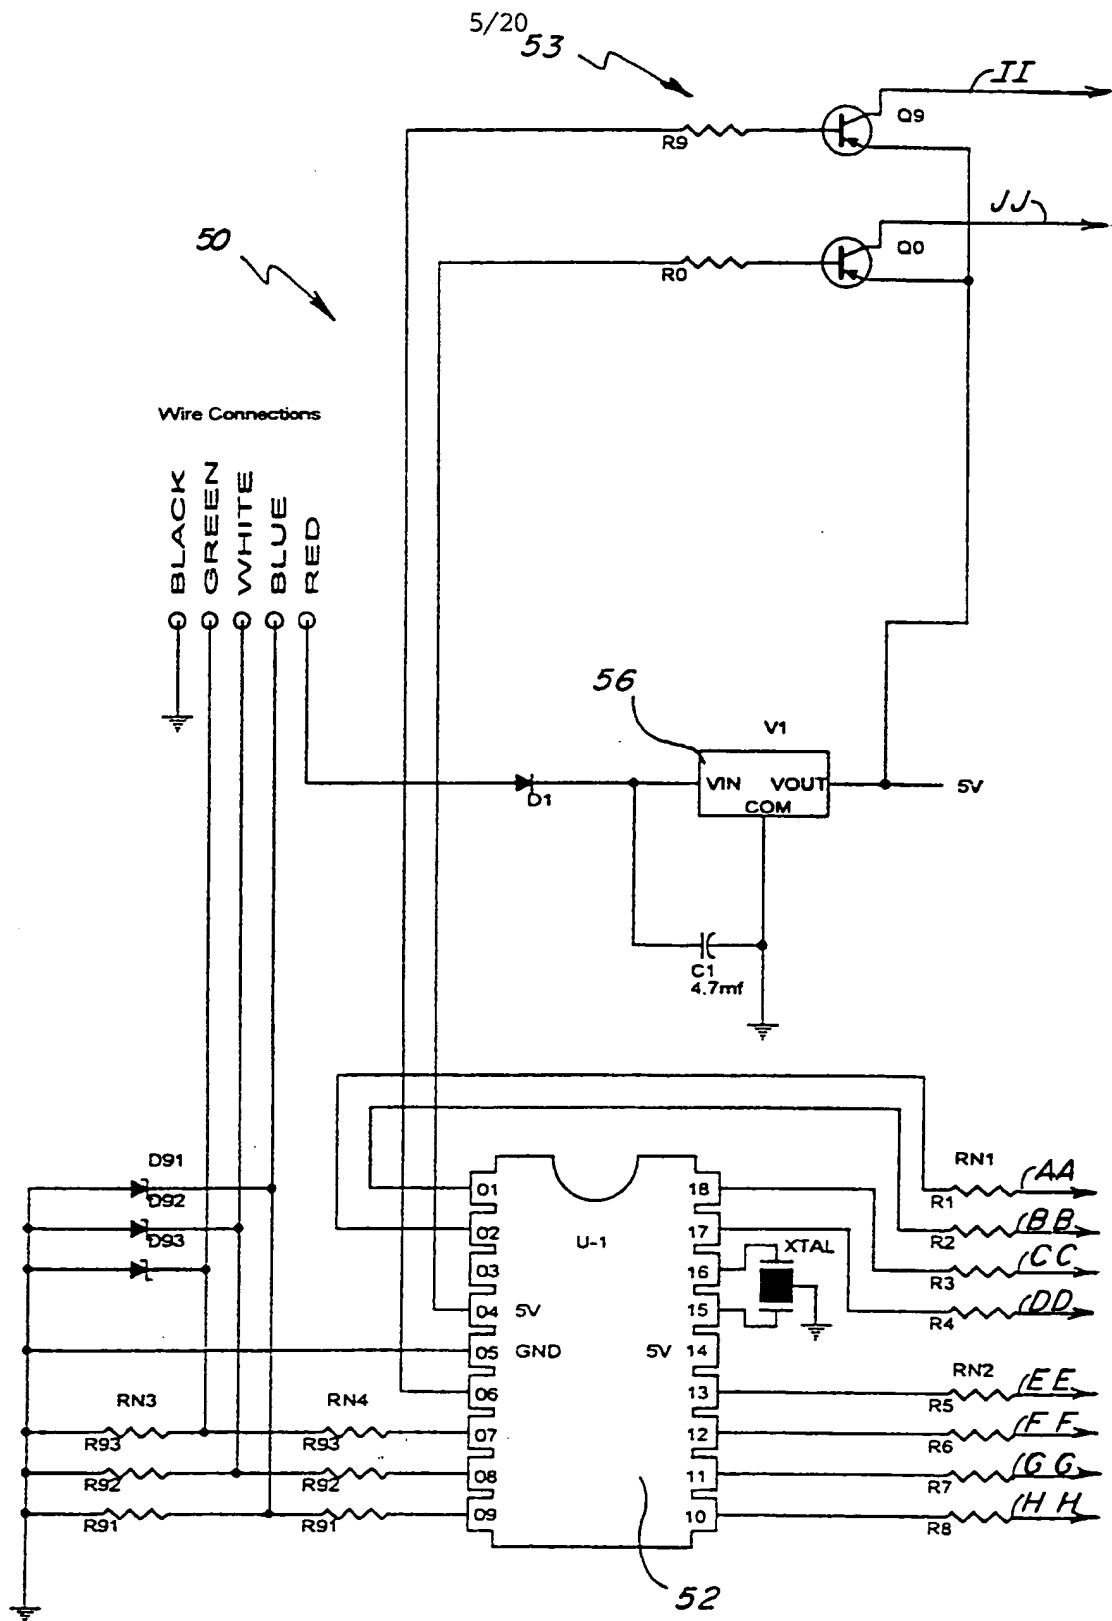 5/20
53
II
Q9
R9
JJ
50
Q0
R0
Wire Connections
BLACK
GREEN
WHITE
BLUE
RED
56
V1
VIN VOUT
COM
5V
D1
C1
4.7mf
D91
D92
D93
RN1
AA
R1
BB
R2
CC
R3
DD
R4
01
18
02
17
U-1
XTAL
03
16
04 5V
15
05 GND
5V 14
06
13
RN2
EE
R5
RN3
RN4
07
12
FF
R6
R93
R93
08
11
GG
R7
R92
R92
09
10
HH
R8
R91
R91
52